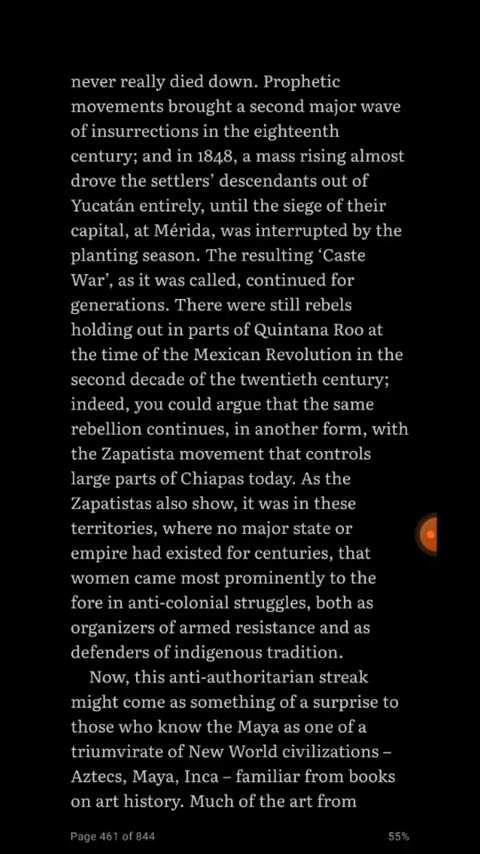 never really died down. Prophetic
movements brought a second major wave
of insurrections in the eighteenth
century; and in 1848, a mass rising almost
drove the settlers’ descendants out of
Yucatán entirely, until the siege of their
capital, at Mérida, was interrupted by the
planting season. The resulting ‘Caste
War’, as it was called, continued for
generations. There were still rebels
holding out in parts of Quintana Roo at
the time of the Mexican Revolution in the
second decade of the twentieth century;
indeed, you could argue that the same
rebellion continues, in another form, with
the Zapatista movement that controls
large parts of Chiapas today. As the
Zapatistas also show, it was in these
territories, where no major state or
empire had existed for centuries, that
women came most prominently to the
fore in anti-colonial struggles, both as
organizers of armed resistance and as
defenders of indigenous tradition.
Now, this anti-authoritarian streak
might come as something of a surprise to
those who know the Maya as one of a
triumvirate of New World civilizations –
Aztecs, Maya, Inca – familiar from books
on art history. Much of the art from
Page 461 of 844 55%